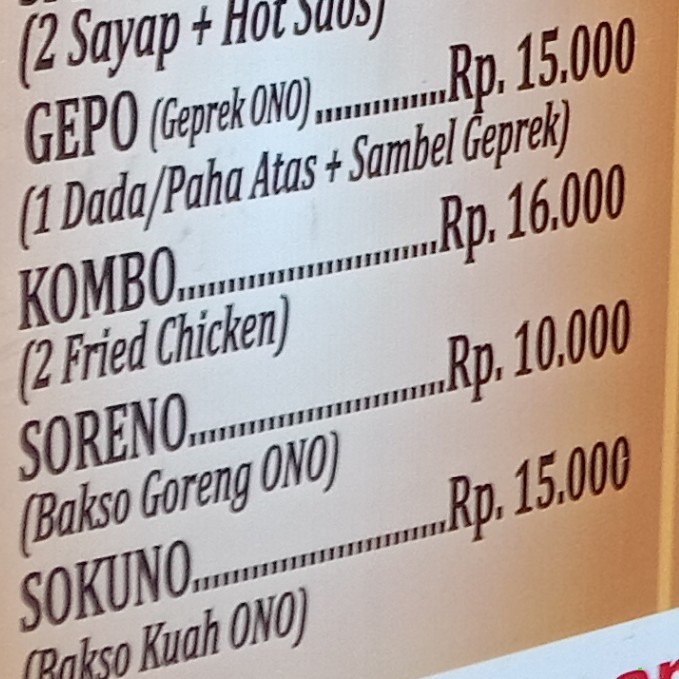 (2 Sayap + Hot Saos)
GEPO (Geprek ONO)..............Rp. 15.000
(1 Dada/Paha Atas + Sambel Geprek)
KOMBO............................Rp. 16.000
(2 Fried Chicken)
SORENO...........................Rp. 10.000
(Bakso Goreng ONO)
SOKUNO..........................Rp. 15.000
(Bakso Kuah ONO)